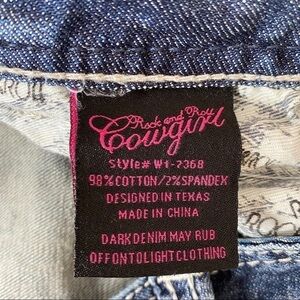 Rock and Roll
Cowgirl
Style# W1-7368
98%COTTON/2%SPANDEX
DESIGNED IN TEXAS
MADE IN CHINA
DARK DENIM MAY RUB
OFF ONTO LIGHT CLOTHING